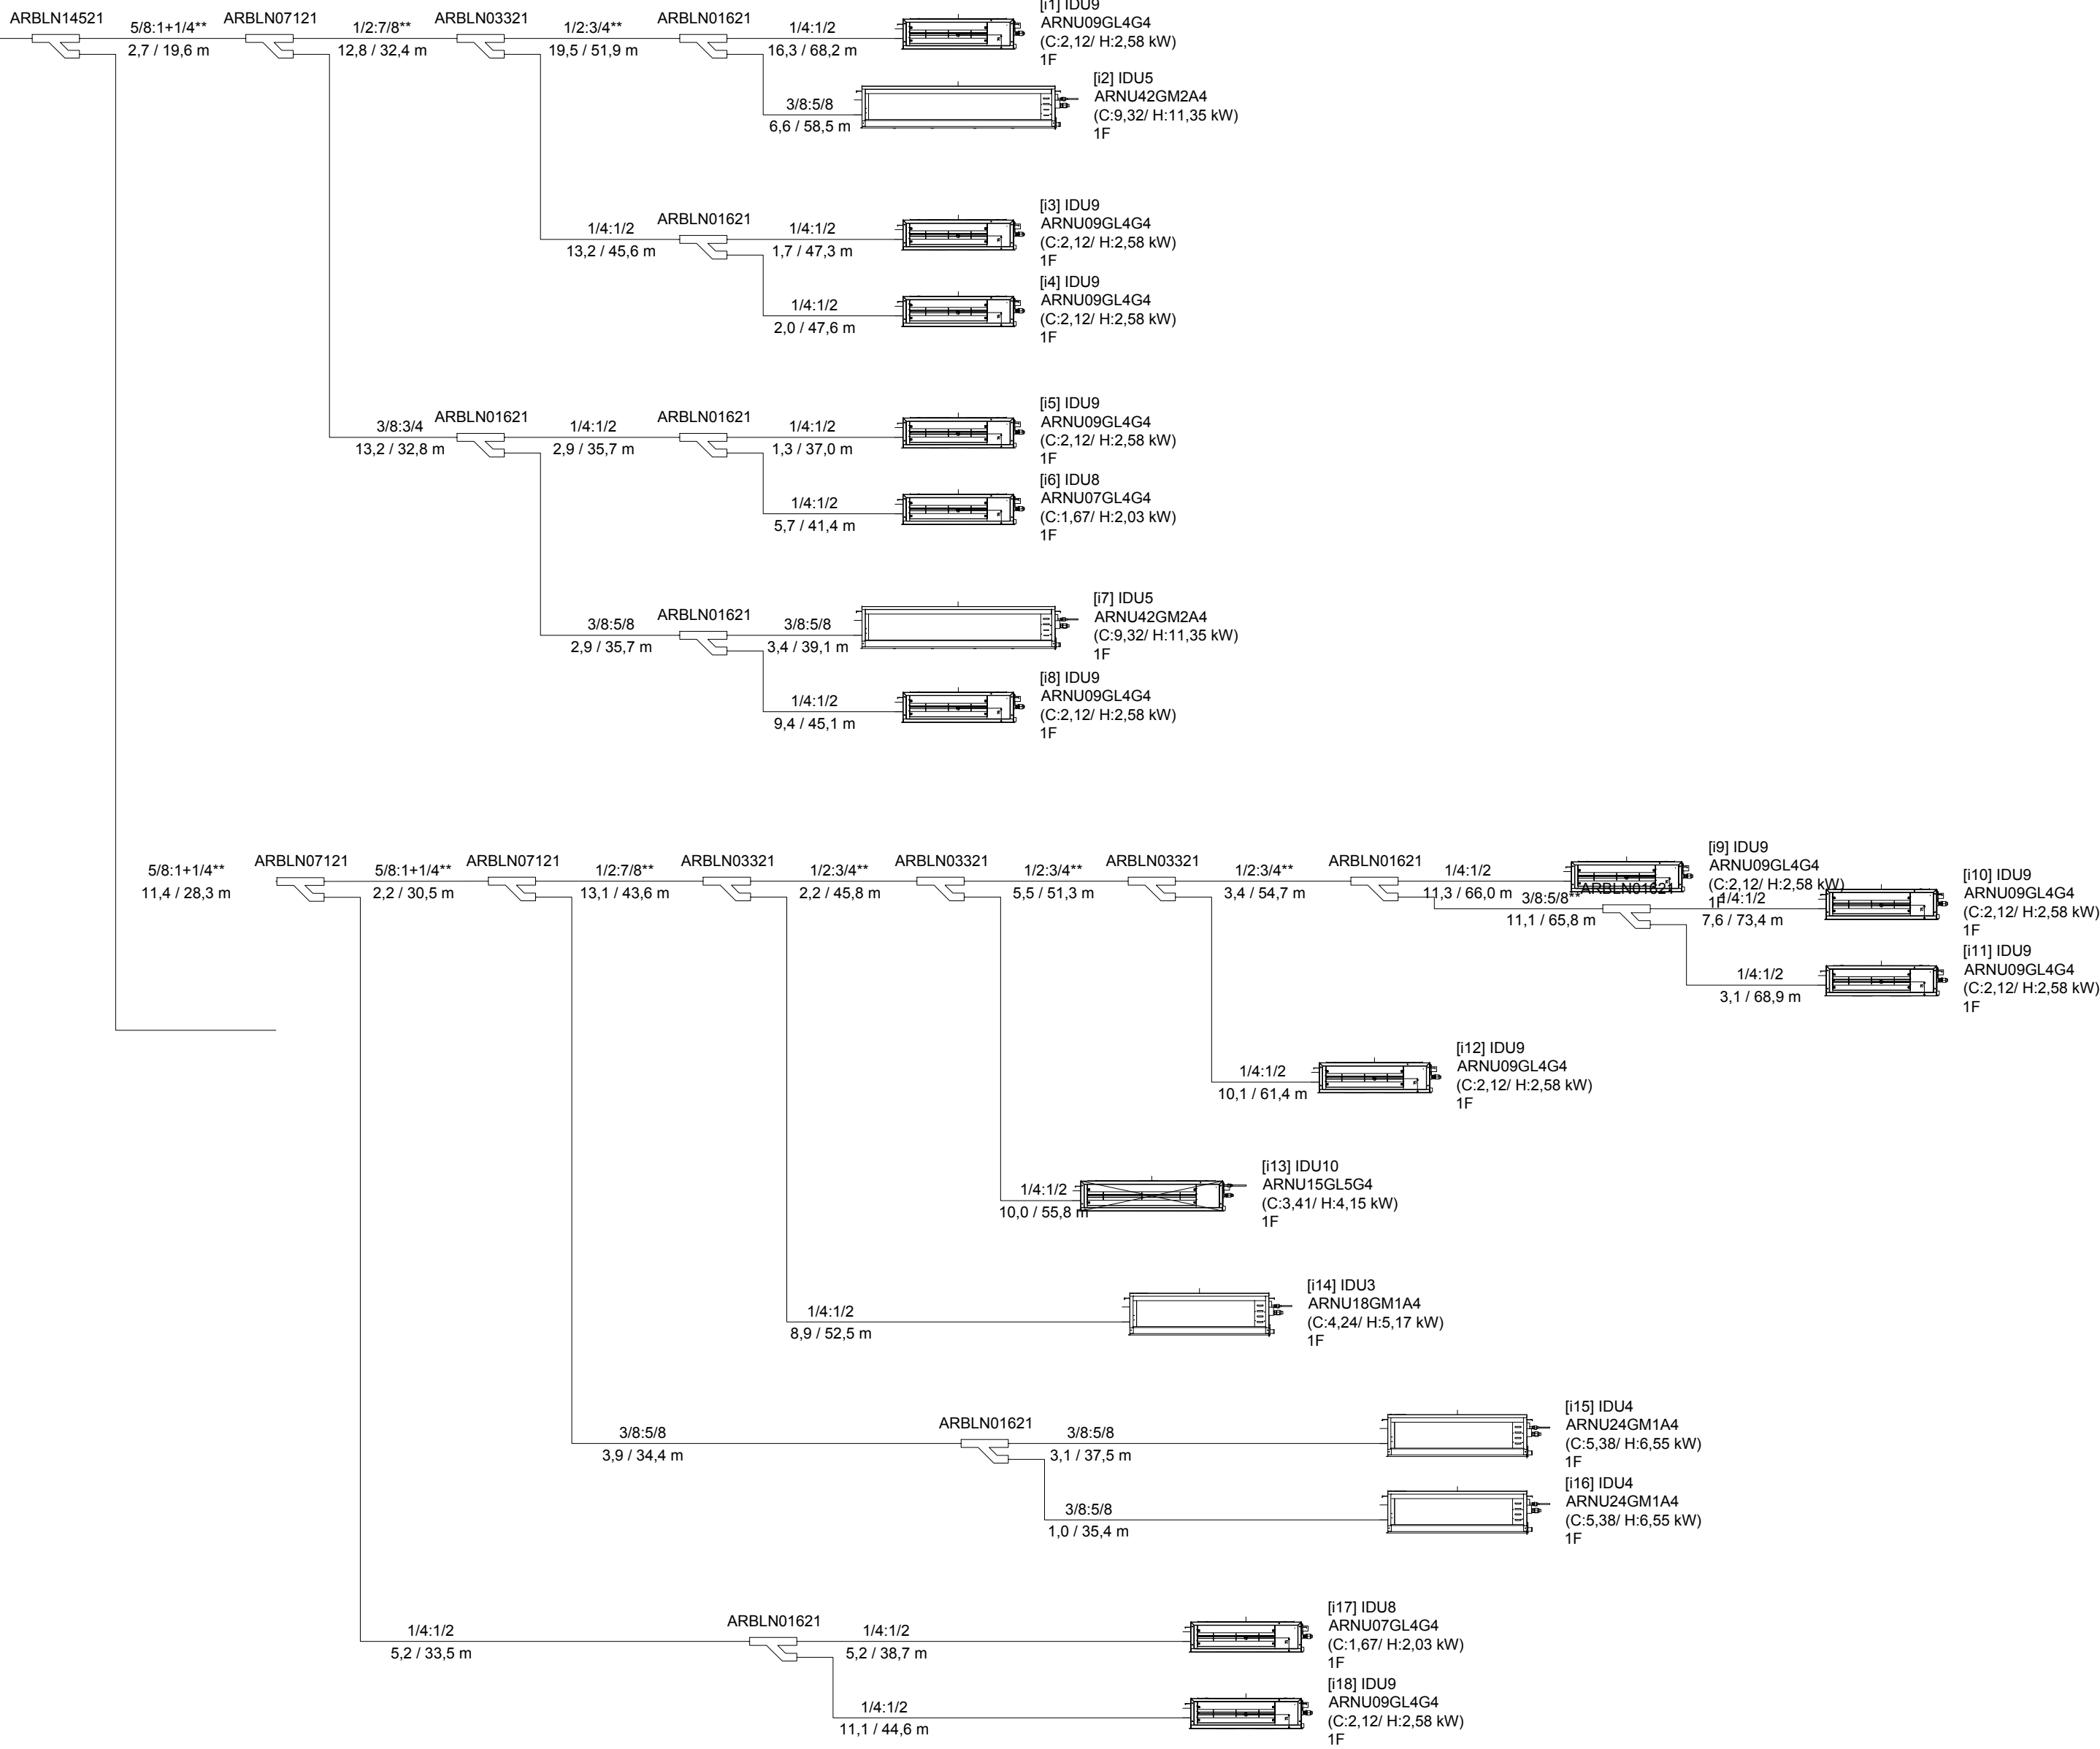 ARBLN14521
5/8:1+1/4**
2,7 / 19,6 m
ARBLN07121
1/2:7/8**
12,8 / 32,4 m
ARBLN03321
1/2:3/4**
19,5 / 51,9 m
ARBLN01621
1/4:1/2
16,3 / 68,2 m
[i1] IDU9
ARNU09GL4G4
(C:2,12/ H:2,58 kW)
1F
3/8:5/8
6,6 / 58,5 m
[i2] IDU5
ARNU42GM2A4
(C:9,32/ H:11,35 kW)
1F
1/4:1/2
13,2 / 45,6 m
ARBLN01621
1/4:1/2
1,7 / 47,3 m
[i3] IDU9
ARNU09GL4G4
(C:2,12/ H:2,58 kW)
1F
1/4:1/2
2,0 / 47,6 m
[i4] IDU9
ARNU09GL4G4
(C:2,12/ H:2,58 kW)
1F
3/8:3/4
13,2 / 32,8 m
ARBLN01621
1/4:1/2
2,9 / 35,7 m
ARBLN01621
1/4:1/2
1,3 / 37,0 m
[i5] IDU9
ARNU09GL4G4
(C:2,12/ H:2,58 kW)
1F
1/4:1/2
5,7 / 41,4 m
[i6] IDU8
ARNU07GL4G4
(C:1,67/ H:2,03 kW)
1F
3/8:5/8
2,9 / 35,7 m
ARBLN01621
3/8:5/8
3,4 / 39,1 m
[i7] IDU5
ARNU42GM2A4
(C:9,32/ H:11,35 kW)
1F
1/4:1/2
9,4 / 45,1 m
[i8] IDU9
ARNU09GL4G4
(C:2,12/ H:2,58 kW)
1F
5/8:1+1/4**
11,4 / 28,3 m
ARBLN07121
5/8:1+1/4**
2,2 / 30,5 m
ARBLN07121
1/2:7/8**
13,1 / 43,6 m
ARBLN03321
1/2:3/4**
2,2 / 45,8 m
ARBLN03321
1/2:3/4**
5,5 / 51,3 m
ARBLN03321
1/2:3/4**
3,4 / 54,7 m
ARBLN01621
1/4:1/2
11,3 / 66,0 m
[i9] IDU9
ARNU09GL4G4
(C:2,12/ H:2,58 kW)
1F
3/8:5/8**
11,1 / 65,8 m
ARBLN01621
1/4:1/2
7,6 / 73,4 m
[i10] IDU9
ARNU09GL4G4
(C:2,12/ H:2,58 kW)
1F
1/4:1/2
3,1 / 68,9 m
[i11] IDU9
ARNU09GL4G4
(C:2,12/ H:2,58 kW)
1F
1/4:1/2
10,1 / 61,4 m
[i12] IDU9
ARNU09GL4G4
(C:2,12/ H:2,58 kW)
1F
1/4:1/2
10,0 / 55,8 m
[i13] IDU10
ARNU15GL5G4
(C:3,41/ H:4,15 kW)
1F
1/4:1/2
8,9 / 52,5 m
[i14] IDU3
ARNU18GM1A4
(C:4,24/ H:5,17 kW)
1F
3/8:5/8
3,9 / 34,4 m
ARBLN01621
3/8:5/8
3,1 / 37,5 m
[i15] IDU4
ARNU24GM1A4
(C:5,38/ H:6,55 kW)
1F
3/8:5/8
1,0 / 35,4 m
[i16] IDU4
ARNU24GM1A4
(C:5,38/ H:6,55 kW)
1F
1/4:1/2
5,2 / 33,5 m
ARBLN01621
1/4:1/2
5,2 / 38,7 m
[i17] IDU8
ARNU07GL4G4
(C:1,67/ H:2,03 kW)
1F
1/4:1/2
11,1 / 44,6 m
[i18] IDU9
ARNU09GL4G4
(C:2,12/ H:2,58 kW)
1F